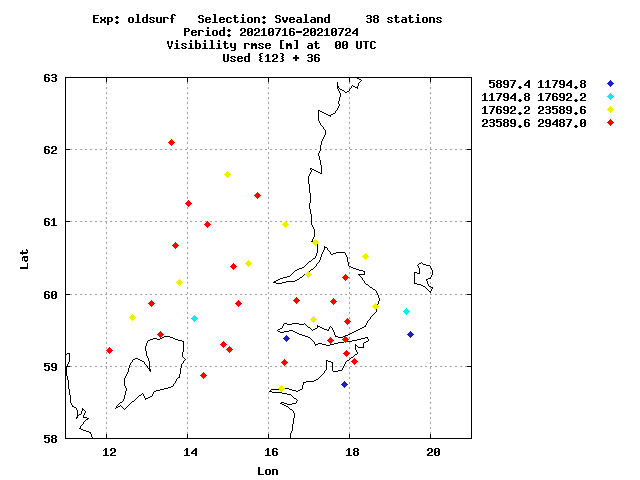 Exp: oldsurf   Selection: Svealand     38 stations
Period: 20210716-20210724
Visibility rmse [m] at  00 UTC
Used {12} + 36
5897.4 11794.8
11794.8 17692.2
17692.2 23589.6
23589.6 29487.0
63
62
61
60
59
58
Lat
12 14 16 18 20
Lon